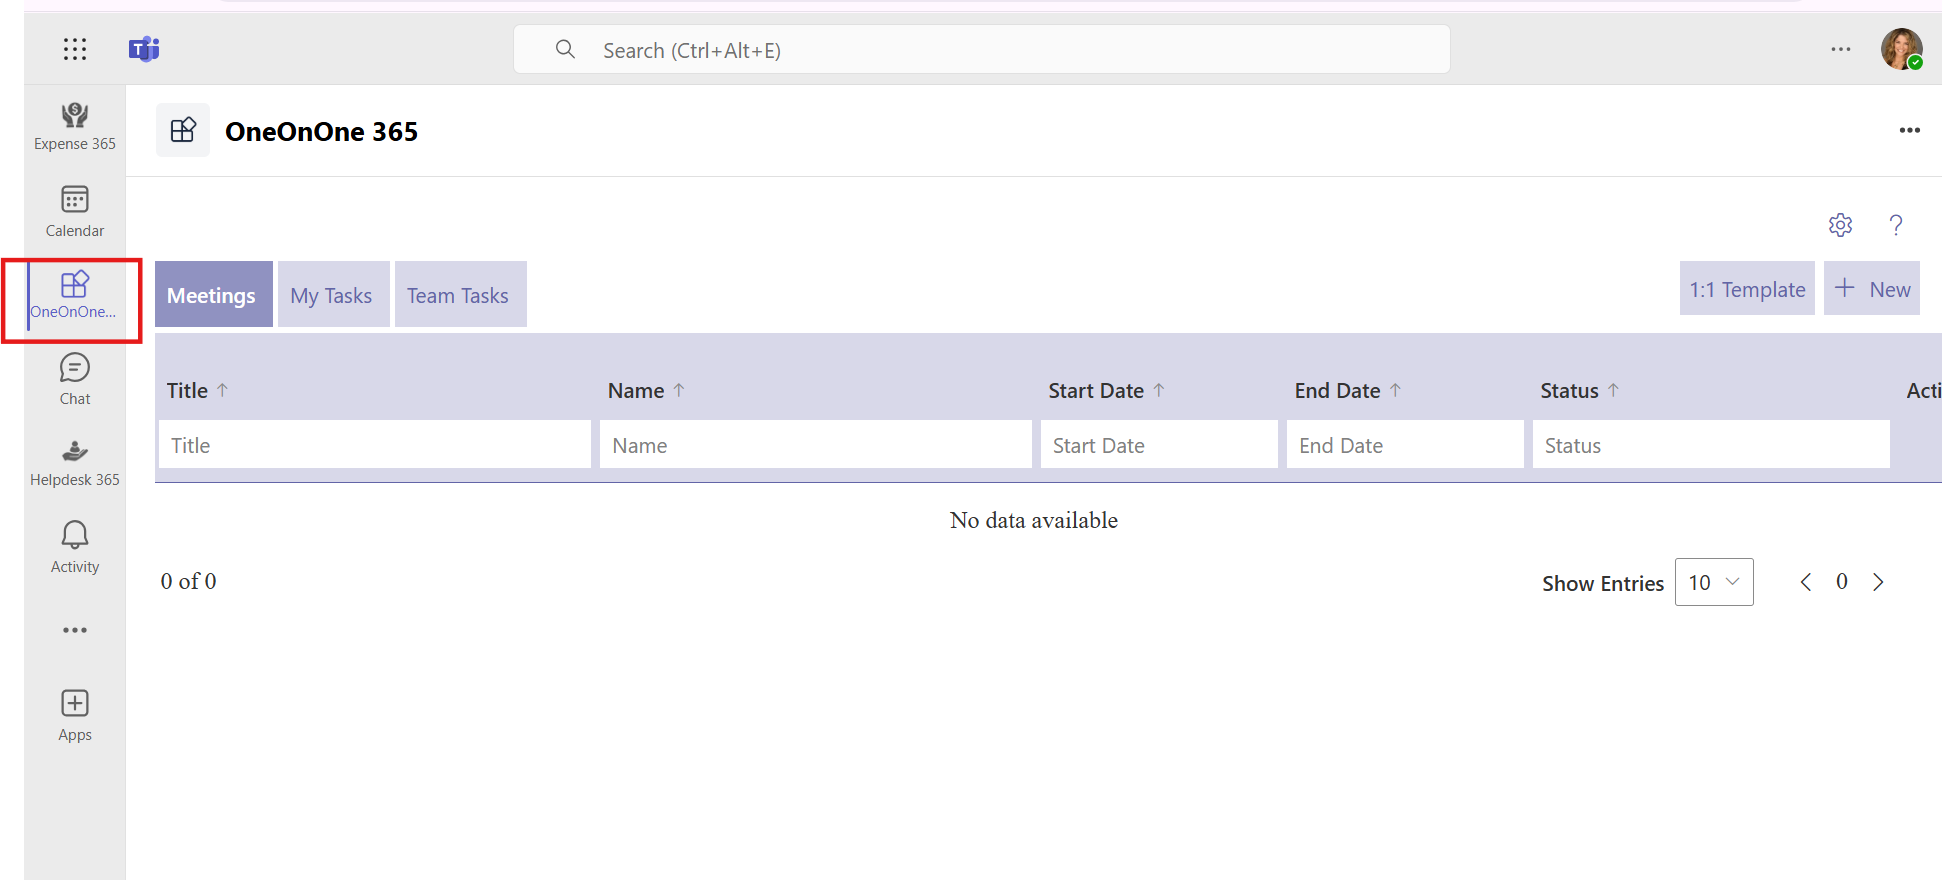 Search (Ctrl+Alt+E)
Expense 365
Calendar
OneOnOne...
Chat
Helpdesk 365
Activity
Apps
OneOnOne 365
Meetings
My Tasks
Team Tasks
1:1 Template
New
Title
Name
Start Date
End Date
Status
Acti
Title
Name
Start Date
End Date
Status
No data available
0 of 0
Show Entries
10
0